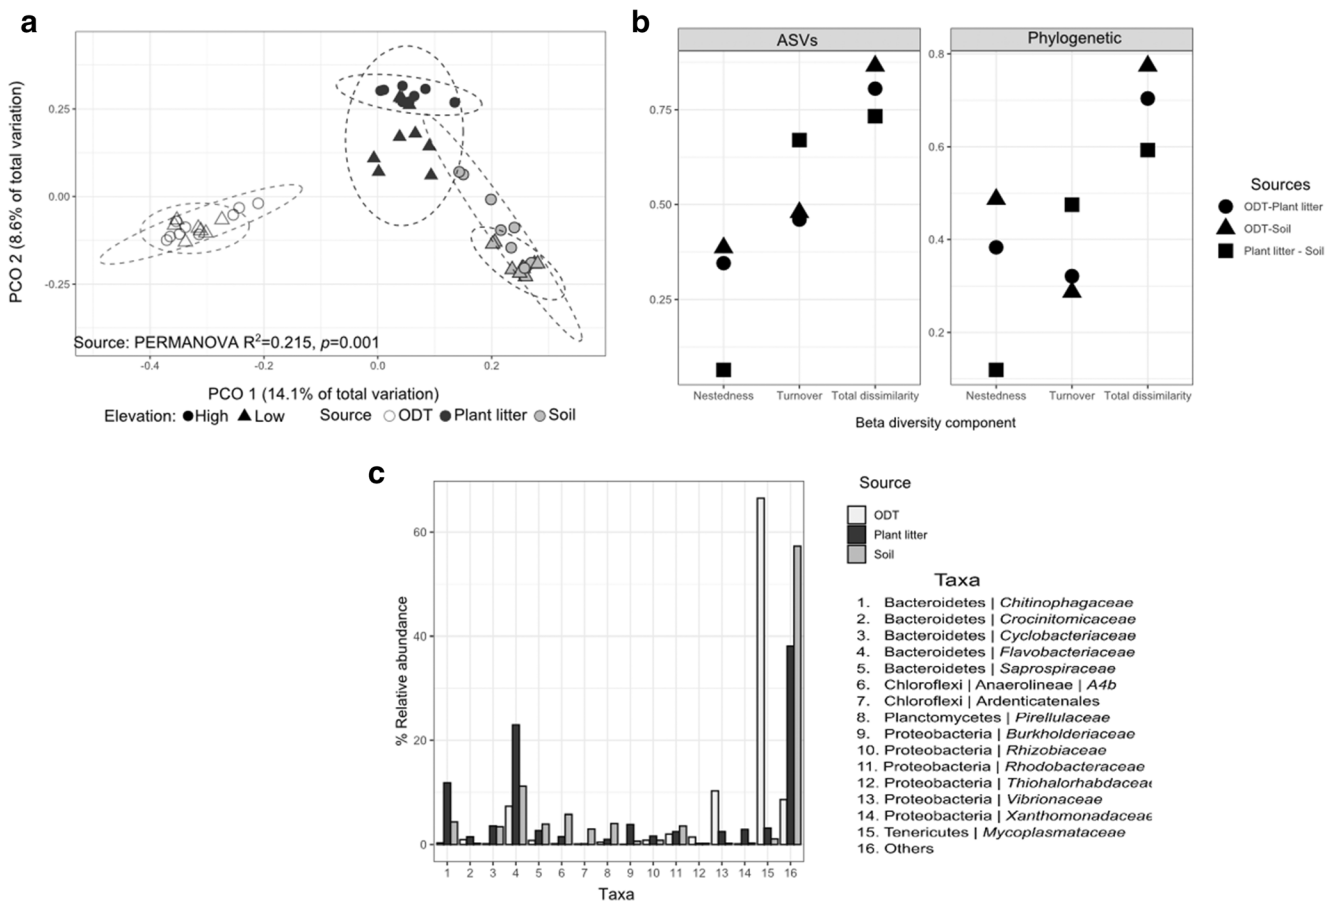 a
PCO 2 (8.6% of total variation)
0.25
0.00
-0.25
Source: PERMANOVA R²=0.215, p=0.001
-0.4 -0.2 0.0 0.2
PCO 1 (14.1% of total variation)
Elevation: High Low Source ODT Plant litter Soil
b
ASVs
0.75
0.50
0.25
Nestedness Turnover Total dissimilarity
Phylogenetic
0.8
0.6
0.4
0.2
Nestedness Turnover Total dissimilarity
Beta diversity component
Sources
ODT-Plant litter
ODT-Soil
Plant litter - Soil
c
% Relative abundance
60
40
20
0
1 2 3 4 5 6 7 8 9 10 11 12 13 14 15 16
Taxa
Source
ODT
Plant litter
Soil
Taxa
1. Bacteroidetes | Chitinophagaceae
2. Bacteroidetes | Crocinitomicaceae
3. Bacteroidetes | Cyclobacteriaceae
4. Bacteroidetes | Flavobacteriaceae
5. Bacteroidetes | Saprospiraceae
6. Chloroflexi | Anaerolineae | A4b
7. Chloroflexi | Ardenticatenales
8. Planctomycetes | Pirellulaceae
9. Proteobacteria | Burkholderiaceae
10. Proteobacteria | Rhizobiaceae
11. Proteobacteria | Rhodobacteraceae
12. Proteobacteria | Thiohalorhabdaceae
13. Proteobacteria | Vibrionaceae
14. Proteobacteria | Xanthomonadaceae
15. Tenericutes | Mycoplasmataceae
16. Others